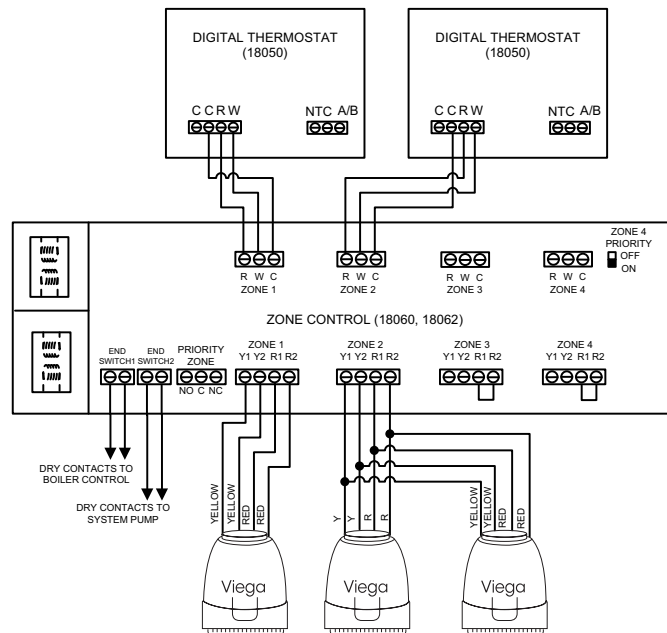 DIGITAL THERMOSTAT
(18050)
C C R W
NTC A/B
DIGITAL THERMOSTAT
(18050)
C C R W
NTC A/B
R W C
ZONE 1
R W C
ZONE 2
R W C
ZONE 3
R W C
ZONE 4
ZONE 4
PRIORITY
OFF
ON
ZONE CONTROL (18060, 18062)
END
SWITCH1
END
SWITCH2
PRIORITY
ZONE
NO C NC
ZONE 1
Y1 Y2 R1 R2
ZONE 2
Y1 Y2 R1 R2
ZONE 3
Y1 Y2 R1 R2
ZONE 4
Y1 Y2 R1 R2
DRY CONTACTS TO
BOILER CONTROL
DRY CONTACTS TO
SYSTEM PUMP
YELLOW
YELLOW
RED
RED
Y
Y
R
R
YELLOW
YELLOW
RED
RED
Viega
Viega
Viega